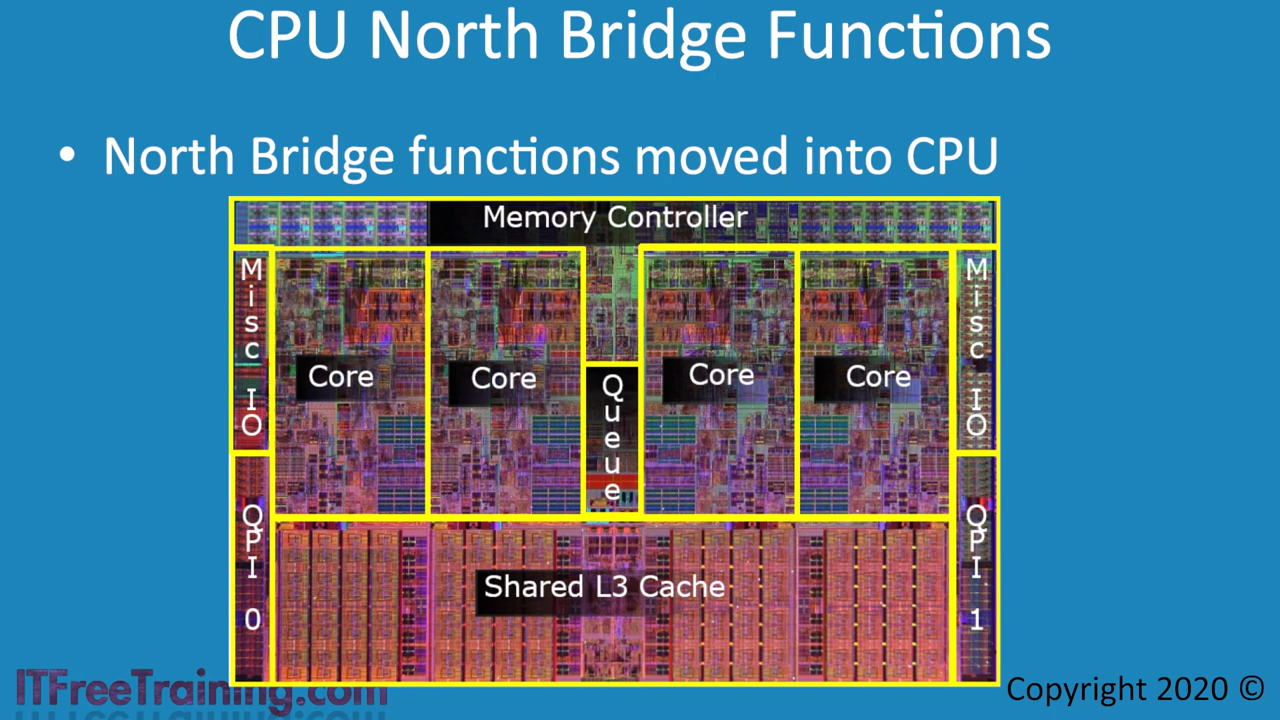 CPU North Bridge Functions
• North Bridge functions moved into CPU
Memory Controller
Misc IO
Core
Core
Queue
Core
Core
Misc IO
QPI 0
Shared L3 Cache
QPI 1
ITFreeTraining.com
Copyright 2020 ©